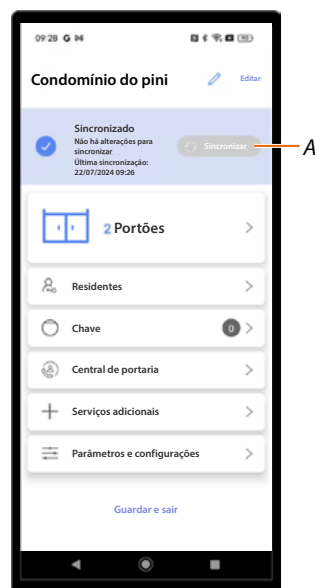 09:28 G
Condomínio do pini
Editar
Sincronizado
Não há alterações para
sincronizar
Última sincronização:
22/07/2024 09:26
Sincronizar
A
2 Portões
Residentes
Chave
0
Central de portaria
Serviços adicionais
Parâmetros e configurações
Guardar e sair